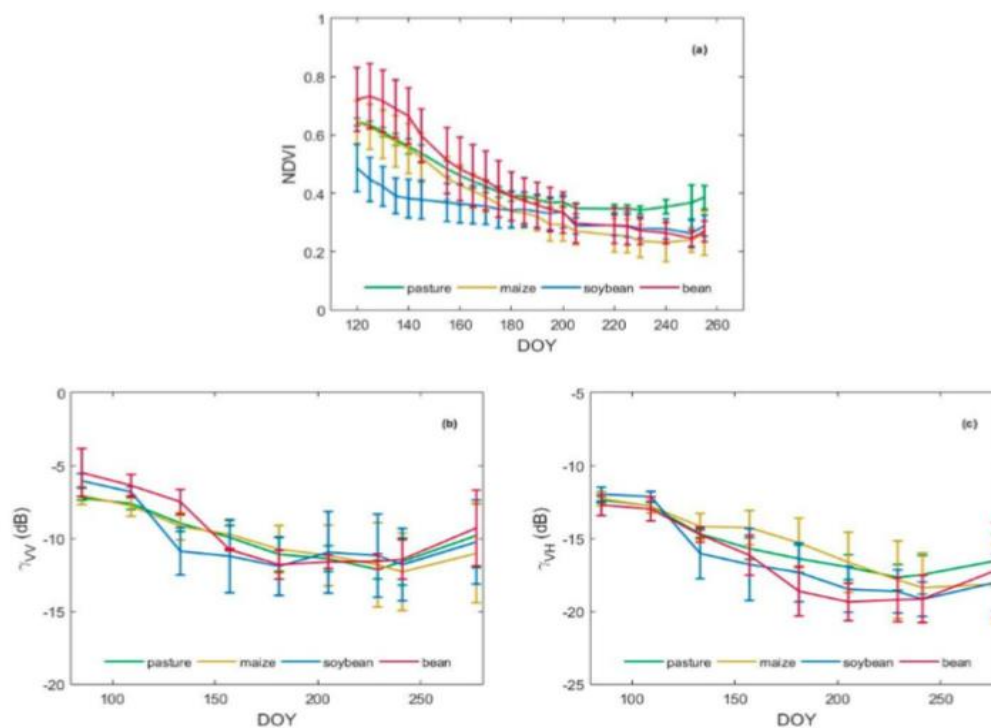 1
(a)
0.8
0.6
NDVI
0.4
0.2
pasture maize soybean bean
0
120 140 160 180 200 220 240 260
DOY
0
(b)
-5
γVV (dB)
-10
-15
pasture maize soybean bean
-20
100 150 200 250
DOY
-5
(c)
-10
γVH (dB)
-15
-20
pasture maize soybean bean
-25
100 150 200 250
DOY